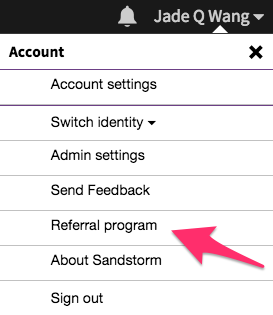 Jade Q Wang
Account
Account settings
Switch identity
Admin settings
Send Feedback
Referral program
About Sandstorm
Sign out